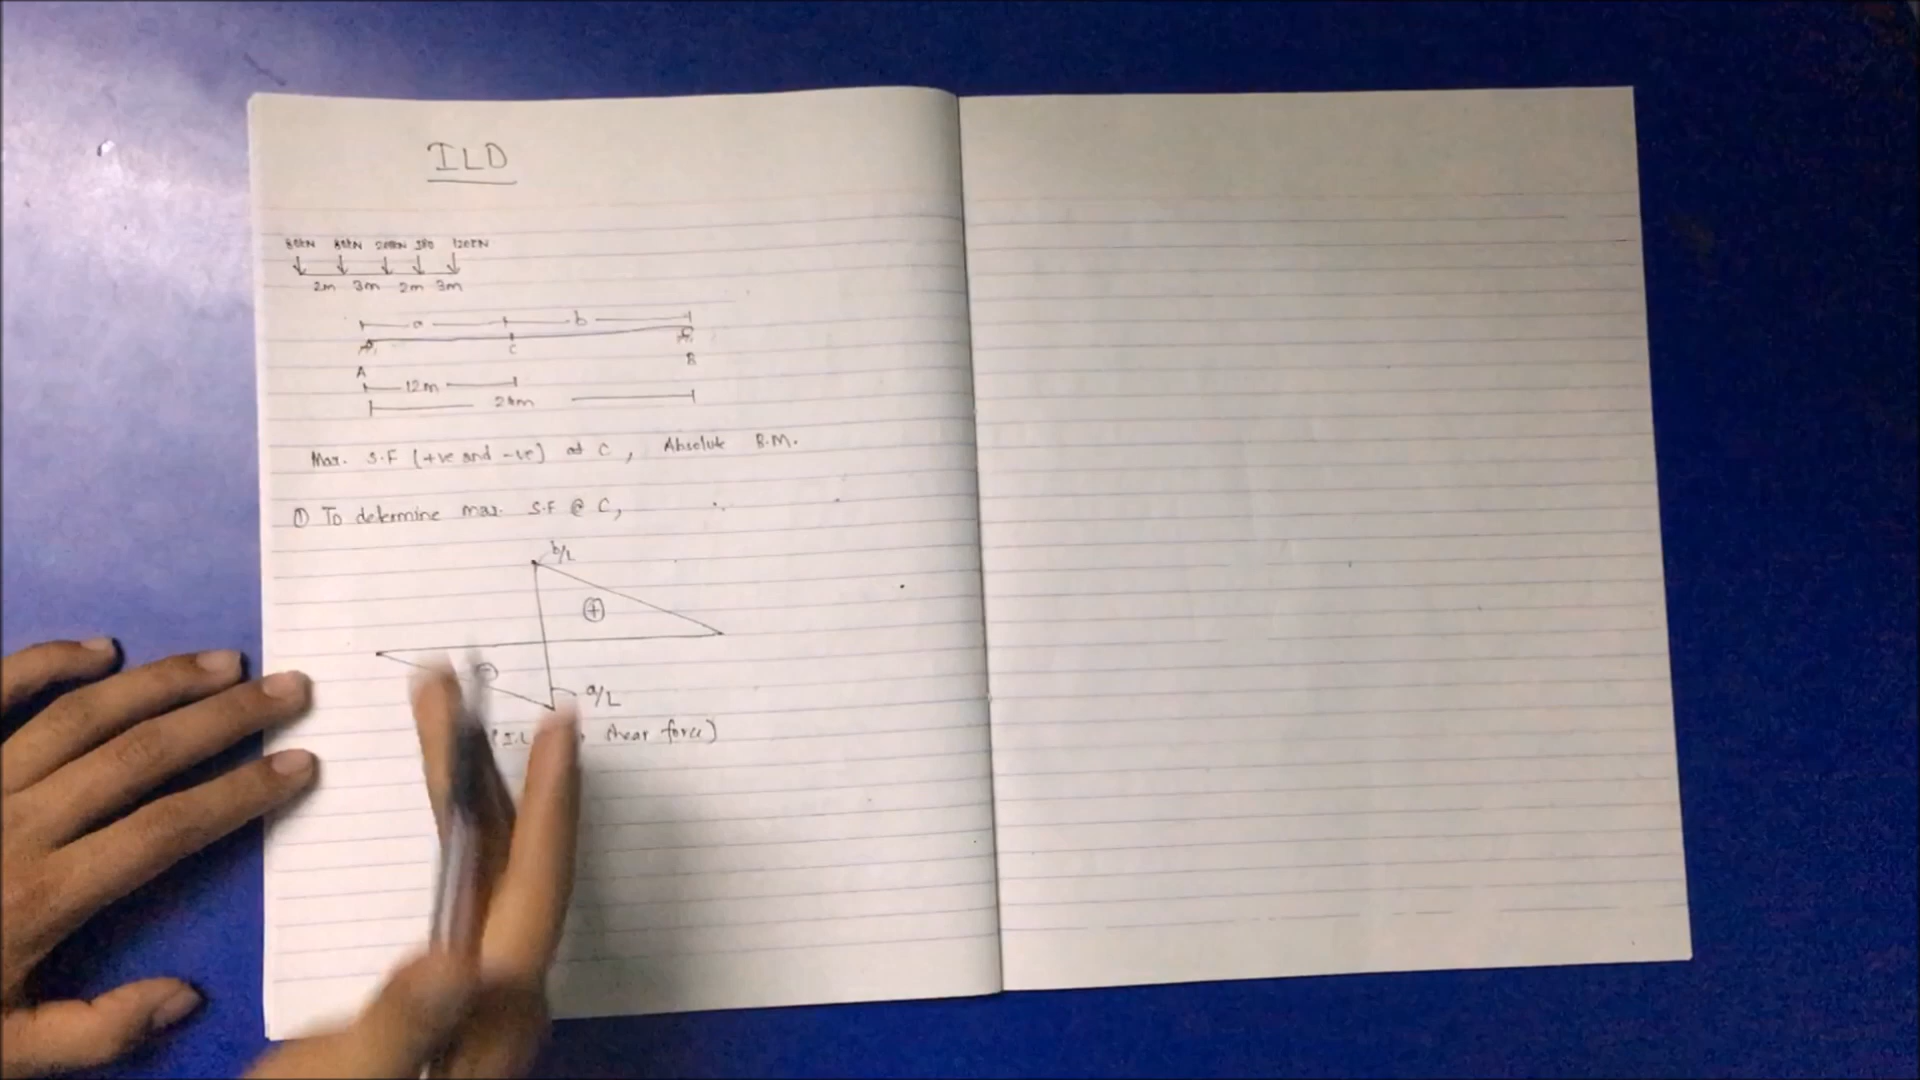 ILD
80kN 80kN 200kN 180 120kN
2m 3m 2m 3m
a b
C
A B
12m
24m
Max. S.F (+ve and -ve) at C, Absolute B.M.
① To determine max. S.F @ C,
b/L
+
-
a/L
shear force)